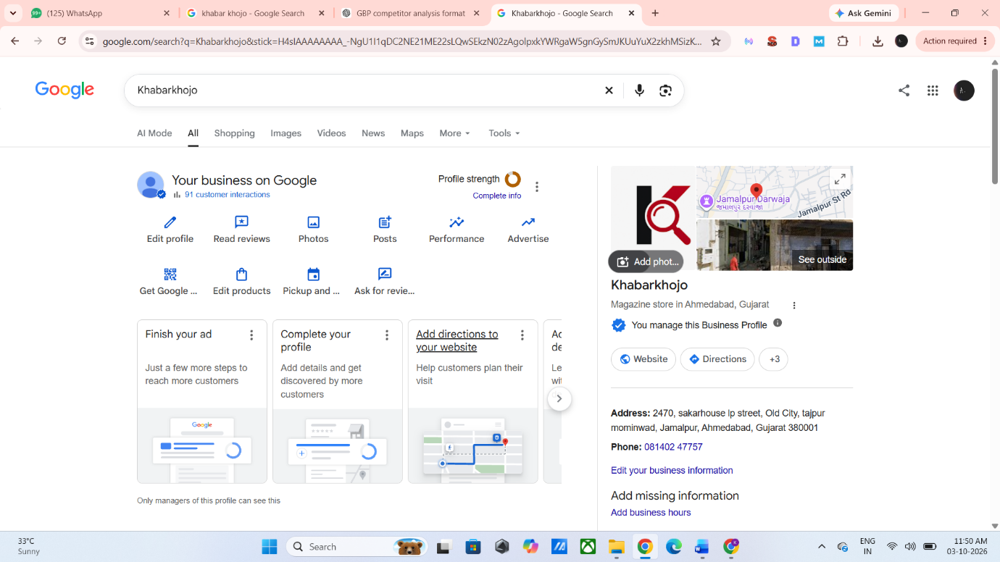 99+
(125) WhatsApp
khabar khojo - Google Search
GBP competitor analysis format
Khabarkhojo - Google Search
Ask Gemini
google.com/search?q=Khabarkhojo&stick=H4sIAAAAAAAA_-NgU1I1qDC2NE21ME22sLQwSEkzN02zAgolpxkYWRgaW5gnGySmJKUuYuX2zkhMSizK...
Action required
Google
Khabarkhojo
AI Mode
All
Shopping
Images
Videos
News
Maps
More
Tools
Your business on Google
91 customer interactions
Profile strength
Complete info
Edit profile
Read reviews
Photos
Posts
Performance
Advertise
Get Google ...
Edit products
Pickup and ...
Ask for revie...
Finish your ad
Just a few more steps to
reach more customers
Google
Complete your
profile
Add details and get
discovered by more
customers
Add directions to
your website
Help customers plan their
visit
Only managers of this profile can see this
K
Jamalpur Darwaja
જમાલપુર દરવાજા
Jamalpur St Rd
Add phot...
See outside
Khabarkhojo
Magazine store in Ahmedabad, Gujarat
You manage this Business Profile
Website
Directions
+3
Address: 2470, sakarhouse lp street, Old City, tajpur
mominwad, Jamalpur, Ahmedabad, Gujarat 380001
Phone: 081402 47757
Edit your business information
Add missing information
Add business hours
33°C
Sunny
Search
ENG
IN
11:50 AM
03-10-2026